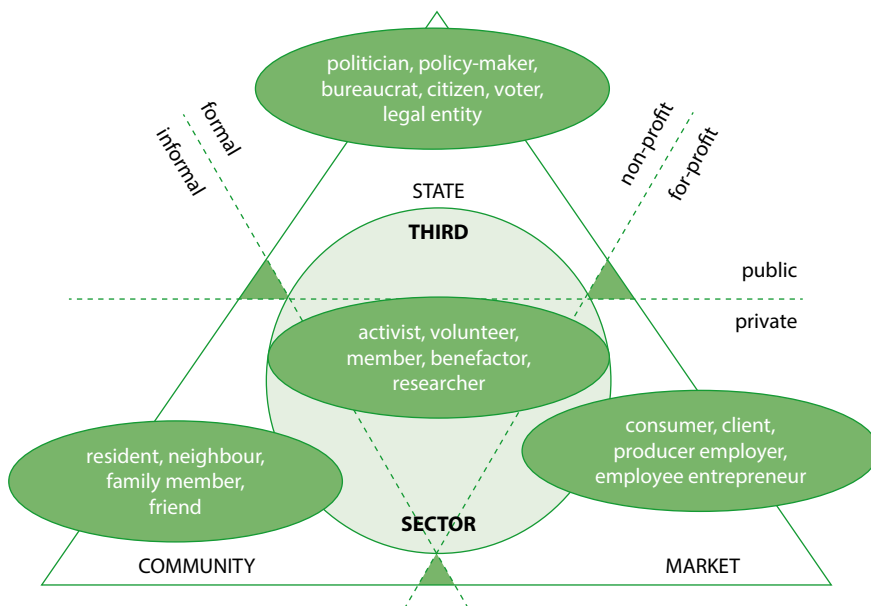 politician, policy-maker,
bureaucrat, citizen, voter,
legal entity
formal
informal
non-profit
for-profit
STATE
THIRD
public
private
activist, volunteer,
member, benefactor,
researcher
resident, neighbour,
family member,
friend
consumer, client,
producer employer,
employee entrepreneur
SECTOR
COMMUNITY
MARKET